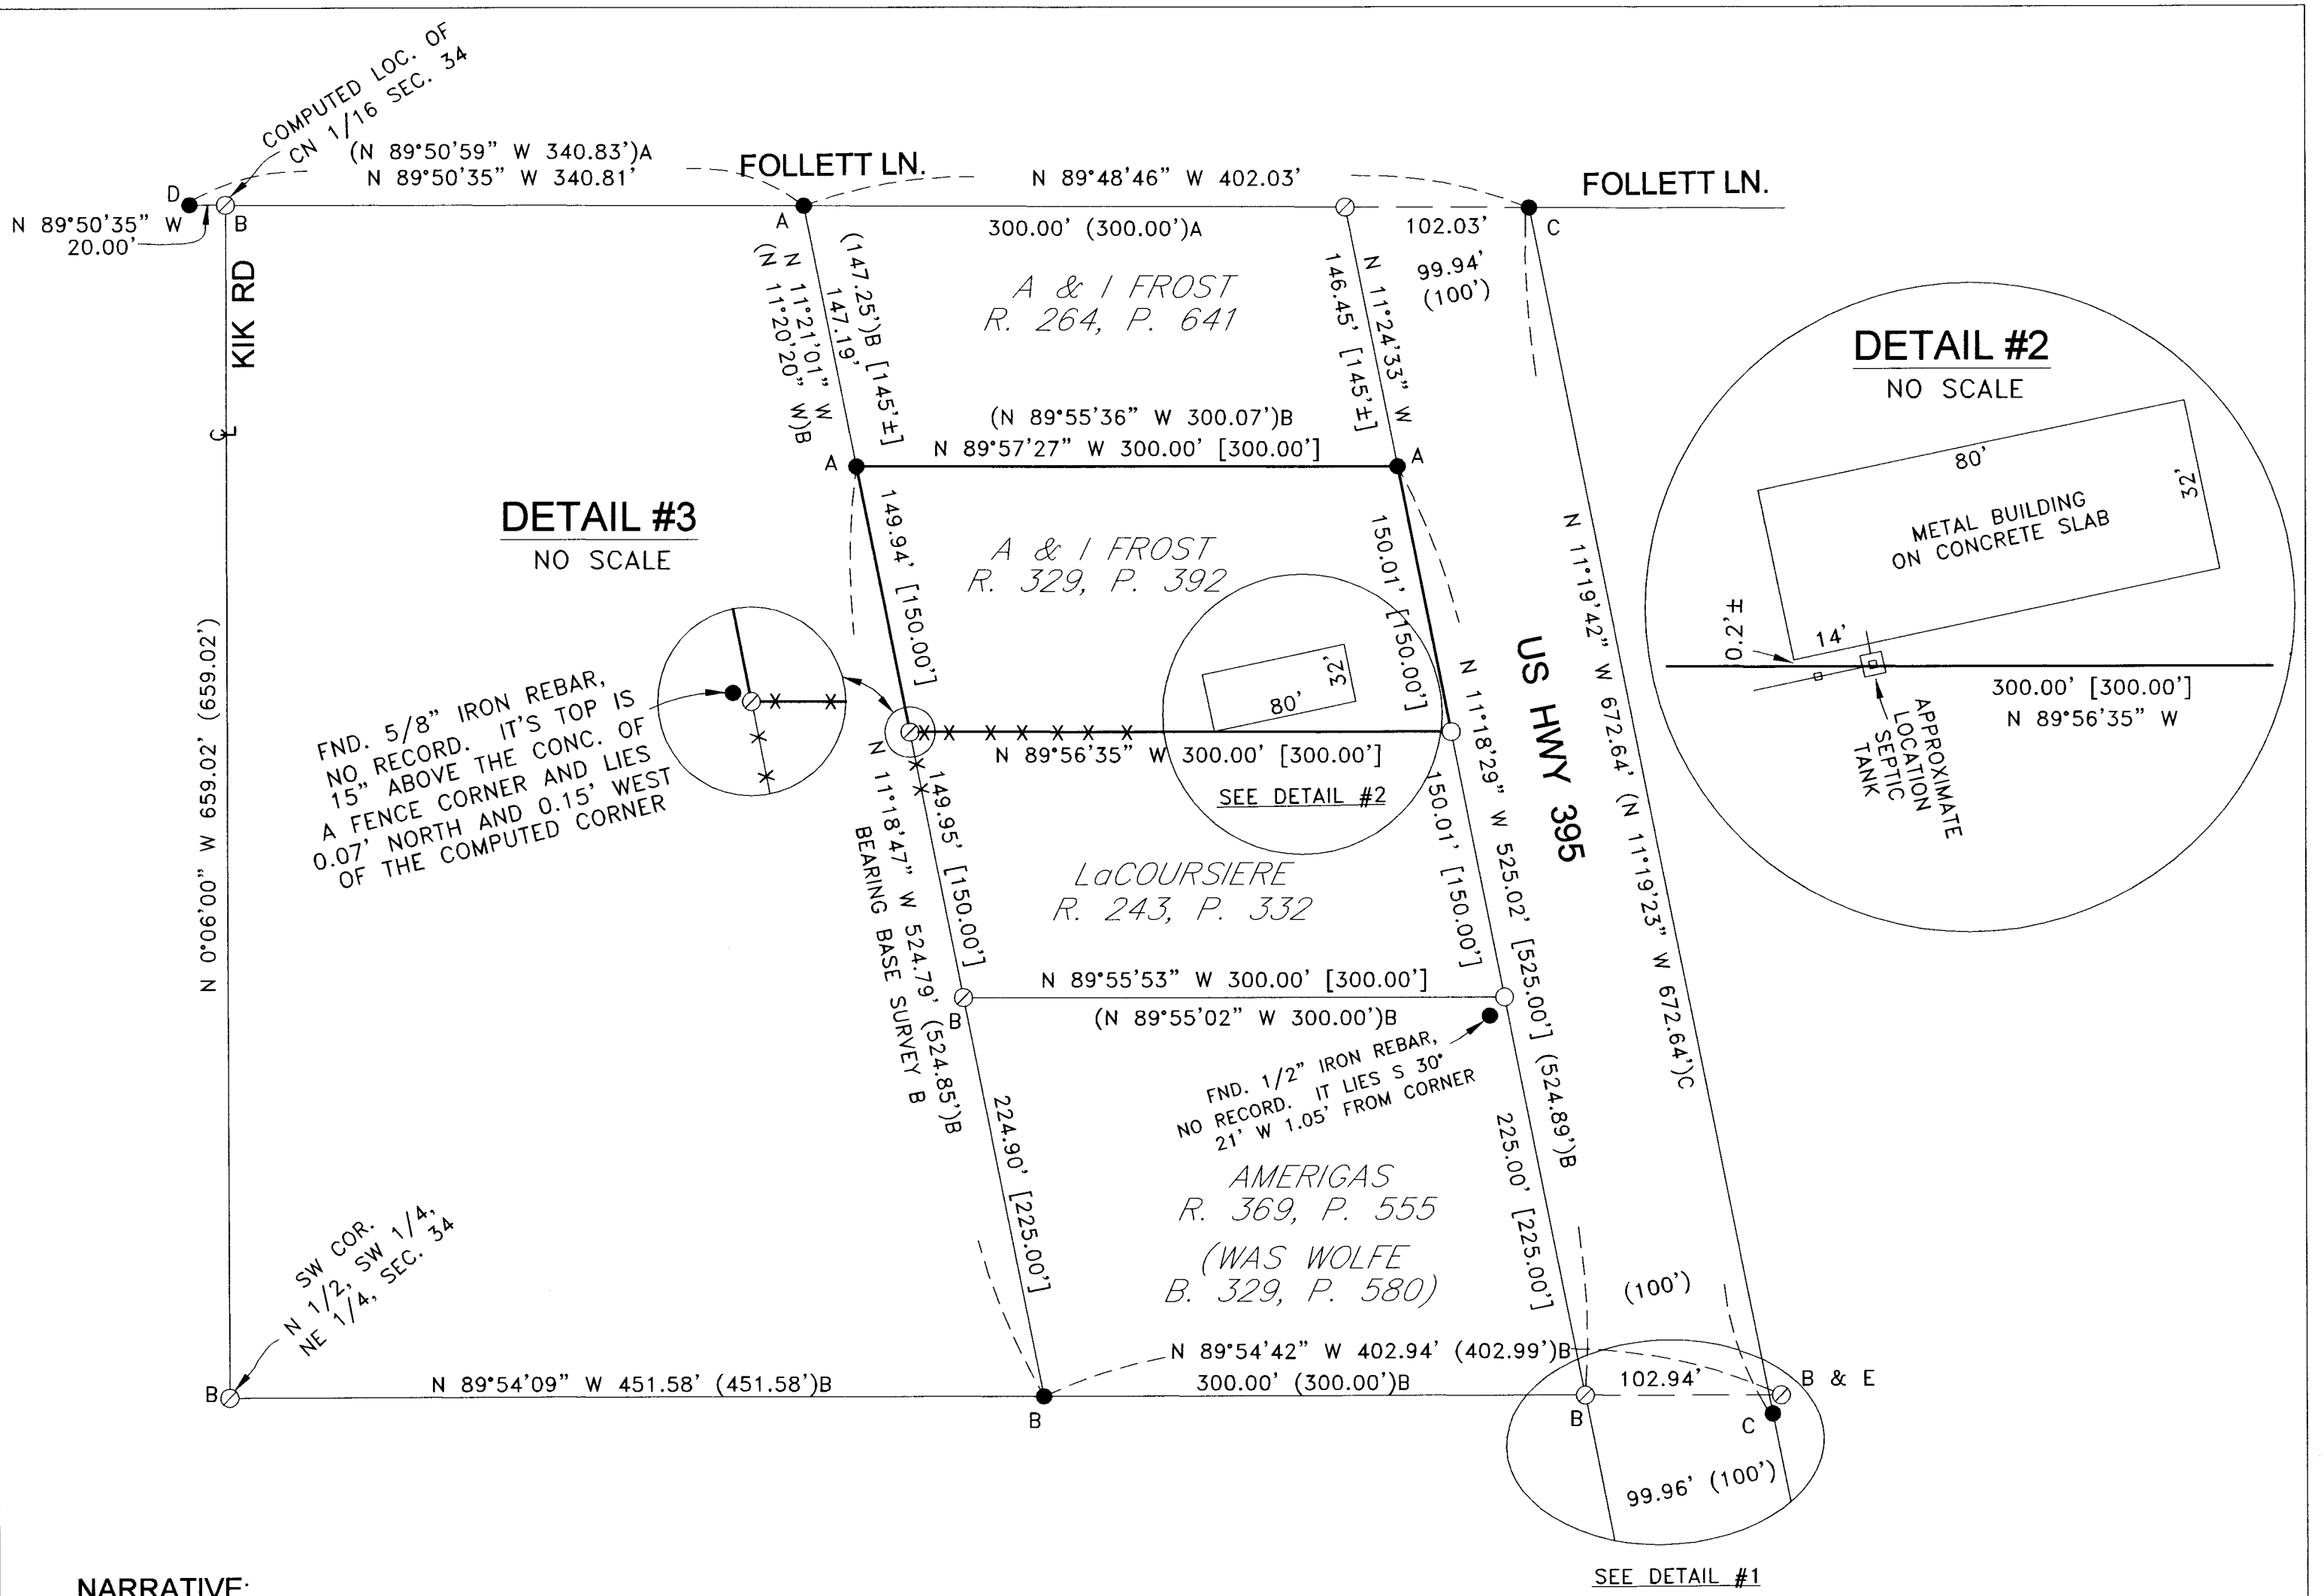 COMPUTED LOC. OF
CN 1/16 SEC. 34
(N 89°50'59" W 340.83')A
N 89°50'35" W 340.81'
FOLLETT LN.
N 89°48'46" W 402.03'
FOLLETT LN.
D
B
A
C
N 89°50'35" W
20.00'
300.00' (300.00')A
102.03'
99.94'
(100')
KIK RD
CL
(147.25')B [145'±]
147.19'
N 11°21'01" W
(N 11°20'20" W)B
A & I FROST
R. 264, P. 641
N 11°24'33" W
146.45' [145'±]
(N 89°55'36" W 300.07')B
N 89°57'27" W 300.00' [300.00']
A
A
DETAIL #2
NO SCALE
80'
32'
METAL BUILDING
ON CONCRETE SLAB
0.2'±
14'
300.00' [300.00']
N 89°56'35" W
APPROXIMATE
LOCATION
SEPTIC
TANK
DETAIL #3
NO SCALE
149.94' [150.00']
A & I FROST
R. 329, P. 392
150.01' [150.00']
32'
80'
N 89°56'35" W 300.00' [300.00']
SEE DETAIL #2
FND. 5/8" IRON REBAR,
NO RECORD. IT'S TOP IS
15" ABOVE THE CONC. OF
A FENCE CORNER AND LIES
0.07' NORTH AND 0.15' WEST
OF THE COMPUTED CORNER
N 0°06'00" W 659.02' (659.02')
US HWY 395
N 11°19'42" W 672.64' (N 11°19'23" W 672.64')C
N 11°18'29" W 525.02' [525.00'] (524.89')B
149.95' [150.00']
N 11°18'47" W 524.79' (524.85')B
BEARING BASE SURVEY B
LaCOURSIERE
R. 243, P. 332
150.01' [150.00']
N 89°55'53" W 300.00' [300.00']
(N 89°55'02" W 300.00')B
B
FND. 1/2" IRON REBAR,
NO RECORD. IT LIES S 30°
21' W 1.05' FROM CORNER
224.90' [225.00']
AMERIGAS
R. 369, P. 555
(WAS WOLFE
B. 329, P. 580)
225.00' [225.00']
(100')
SW COR.
N 1/2, SW 1/4,
NE 1/4, SEC. 34
N 89°54'42" W 402.94' (402.99')B
B
N 89°54'09" W 451.58' (451.58')B
300.00' (300.00')B
102.94'
B & E
B
B
C
99.96' (100')
SEE DETAIL #1
NARRATIVE: